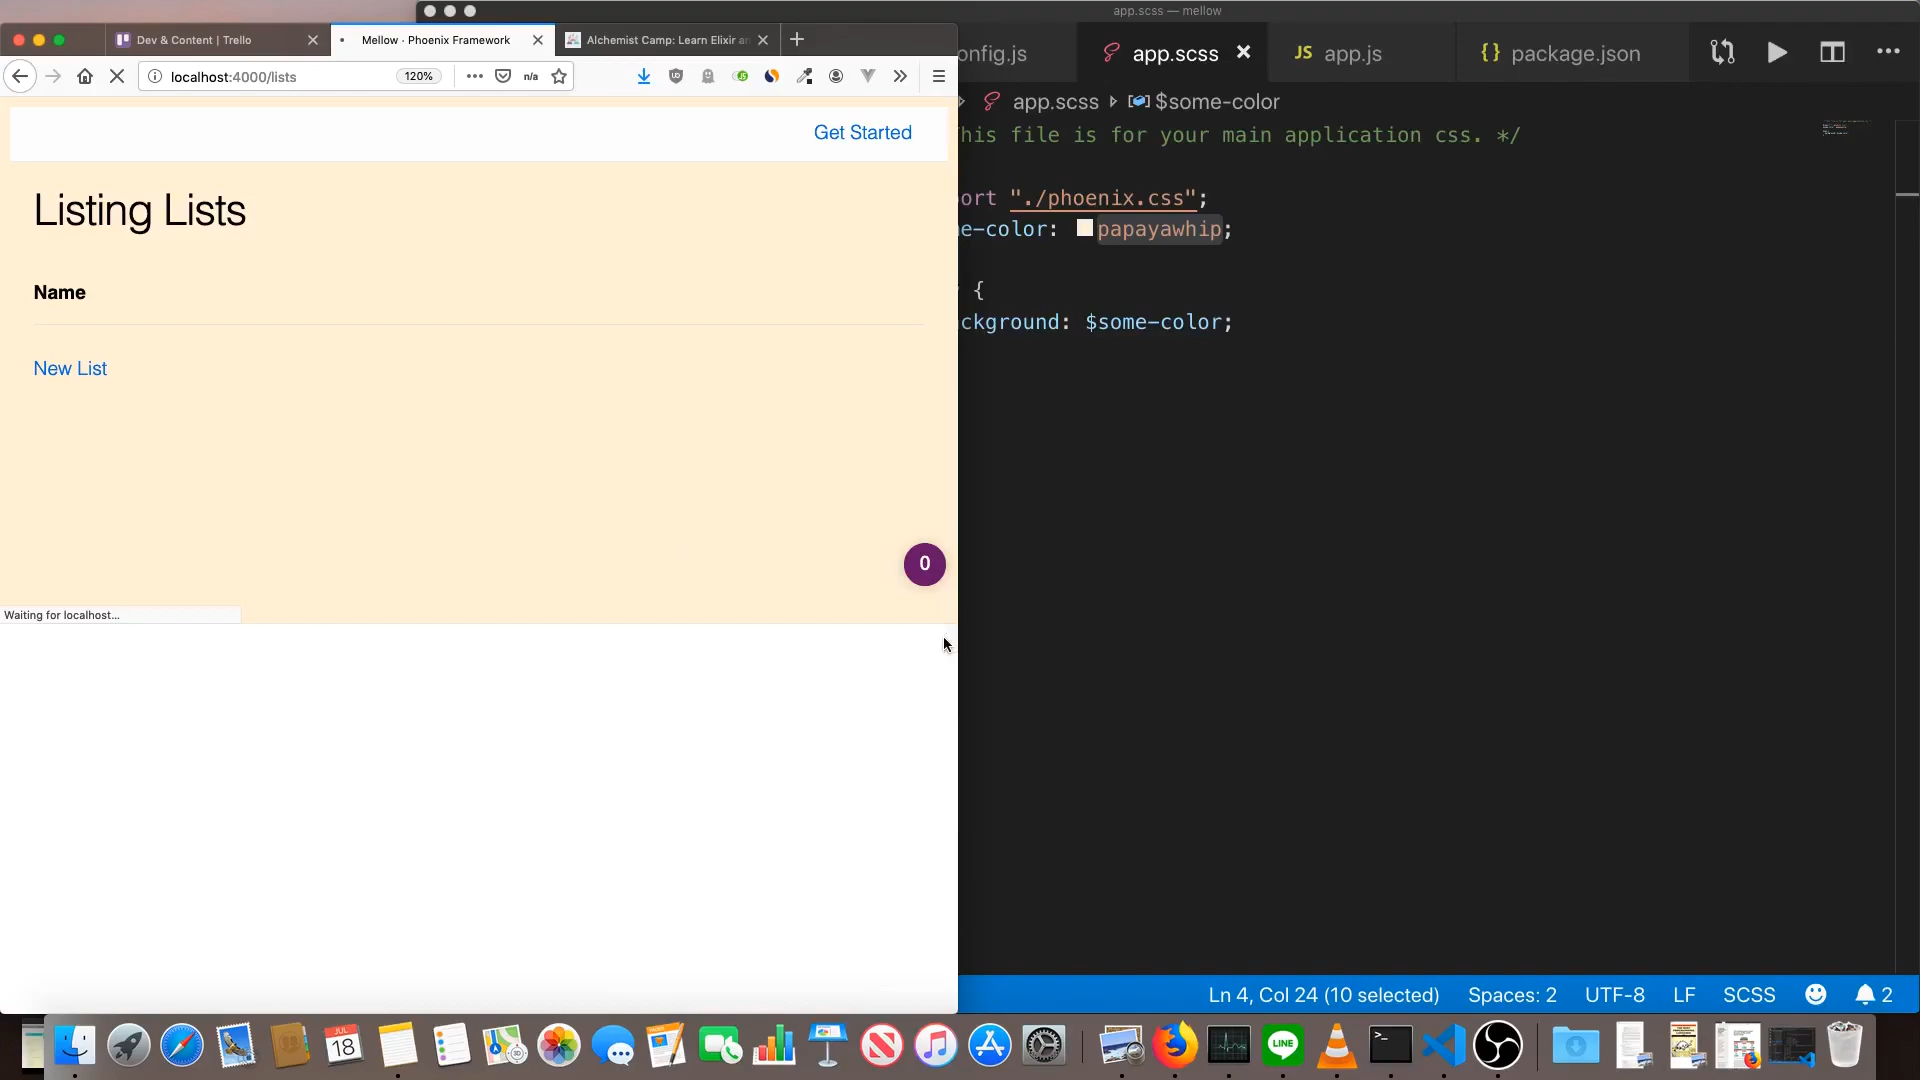 app.scss — mellow
Dev & Content | Trello
Mellow · Phoenix Framework
Alchemist Camp: Learn Elixir an
localhost:4000/lists
120%
n/a
onfig.js
app.scss
JS app.js
{} package.json
app.scss
$some-color
Get Started
Listing Lists
Name
New List
0
Waiting for localhost...
his file is for your main application css. */
ort "./phoenix.css";
e-color: papayawhip;
{
ckground: $some-color;
Ln 4, Col 24 (10 selected)
Spaces: 2
UTF-8
LF
SCSS
2
JUL
18
LINE